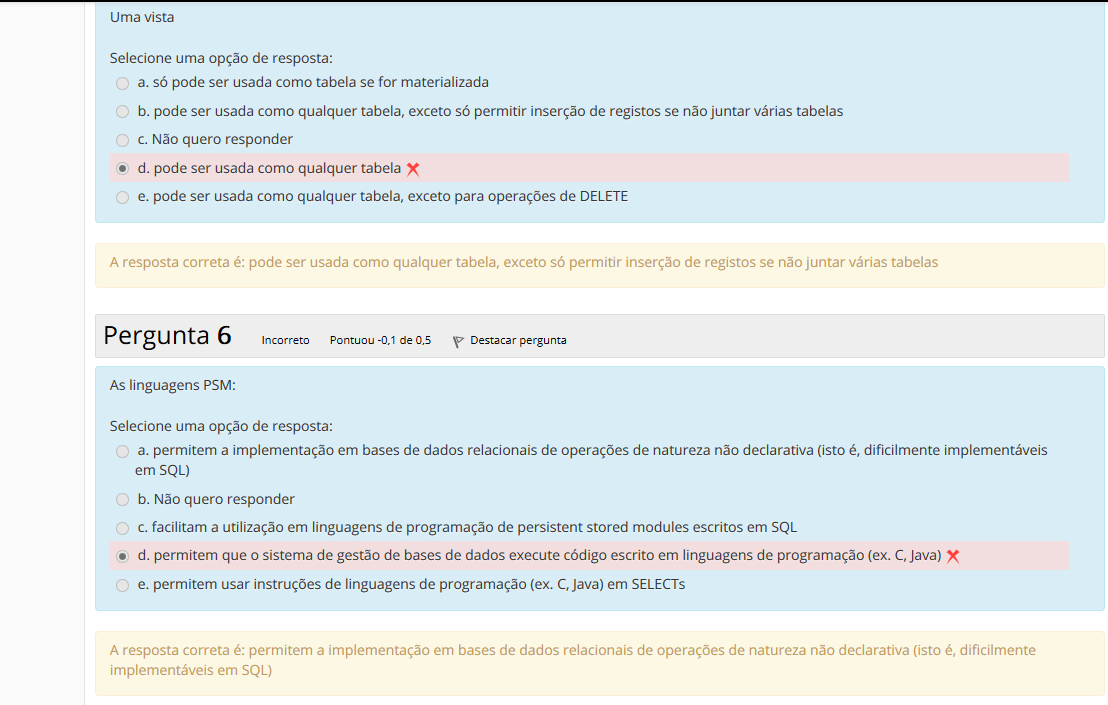 Uma vista
Selecione uma opção de resposta:
a. só pode ser usada como tabela se for materializada
b. pode ser usada como qualquer tabela, exceto só permitir inserção de registos se não juntar várias tabelas
c. Não quero responder
d. pode ser usada como qualquer tabela
e. pode ser usada como qualquer tabela, exceto para operações de DELETE
A resposta correta é: pode ser usada como qualquer tabela, exceto só permitir inserção de registos se não juntar várias tabelas
Pergunta 6 Incorreto Pontuou -0,1 de 0,5 Destacar pergunta
As linguagens PSM:
Selecione uma opção de resposta:
a. permitem a implementação em bases de dados relacionais de operações de natureza não declarativa (isto é, dificilmente implementáveis
em SQL)
b. Não quero responder
c. facilitam a utilização em linguagens de programação de persistent stored modules escritos em SQL
d. permitem que o sistema de gestão de bases de dados execute código escrito em linguagens de programação (ex. C, Java)
e. permitem usar instruções de linguagens de programação (ex. C, Java) em SELECTs
A resposta correta é: permitem a implementação em bases de dados relacionais de operações de natureza não declarativa (isto é, dificilmente
implementáveis em SQL)